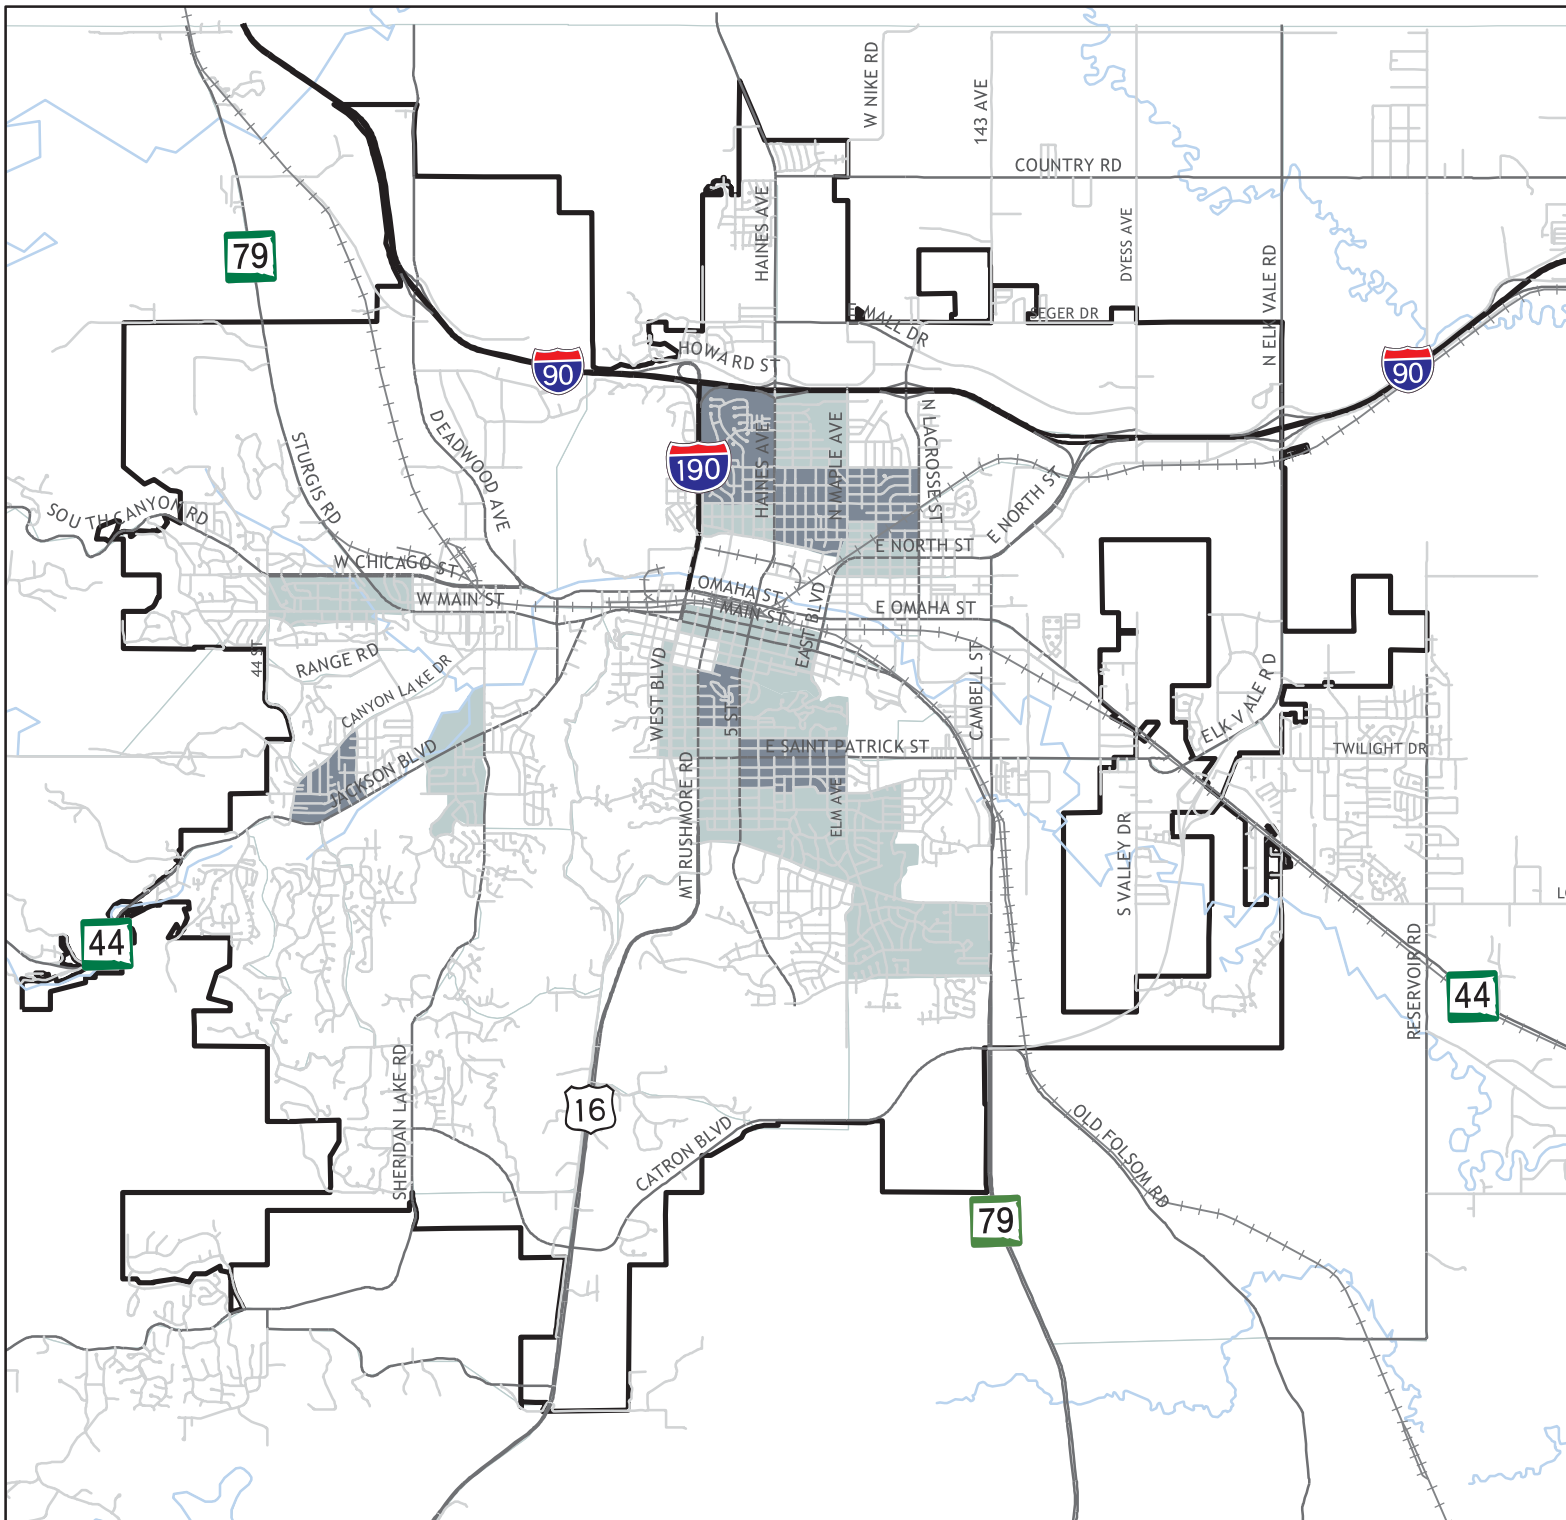 W NIKE RD
143 AVE
COUNTRY RD
HAINES AVE
DYESS AVE
N ELK VALE RD
79
E MALL DR
SEGER DR
HOWARD ST
90
90
DEADWOOD AVE
STURGIS RD
190
HAINES AVE
N MAPLE AVE
N LACROSSE ST
E NORTH ST
SOUTH CANYON RD
E NORTH ST
W CHICAGO ST
W MAIN ST
OMAHA ST
MAIN ST
EAST BLVD
E OMAHA ST
44 ST
RANGE RD
CANYON LAKE DR
WEST BLVD
5 ST
CAMBELL ST
ELK VALE RD
JACKSON BLVD
E SAINT PATRICK ST
TWILIGHT DR
MT RUSHMORE RD
ELM AVE
S VALLEY DR
44
RESERVOIR RD
44
SHERIDAN LAKE RD
16
CATRON BLVD
OLD FOLSOM RD
79